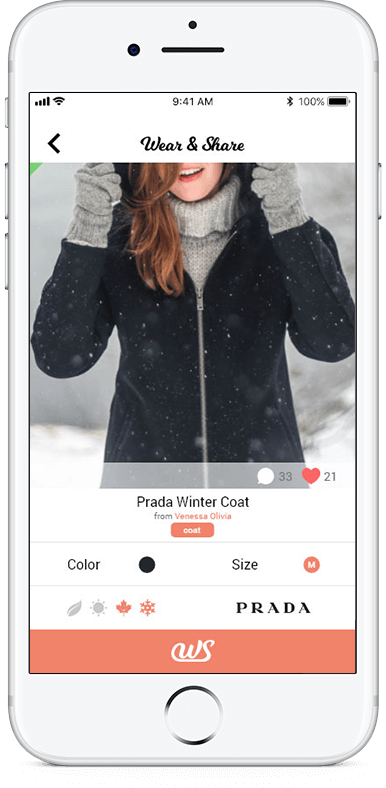 9:41 AM 100%
Wear & Share
33 21
Prada Winter Coat
from Venessa Olivia
coat
Color Size M
PRADA
WS